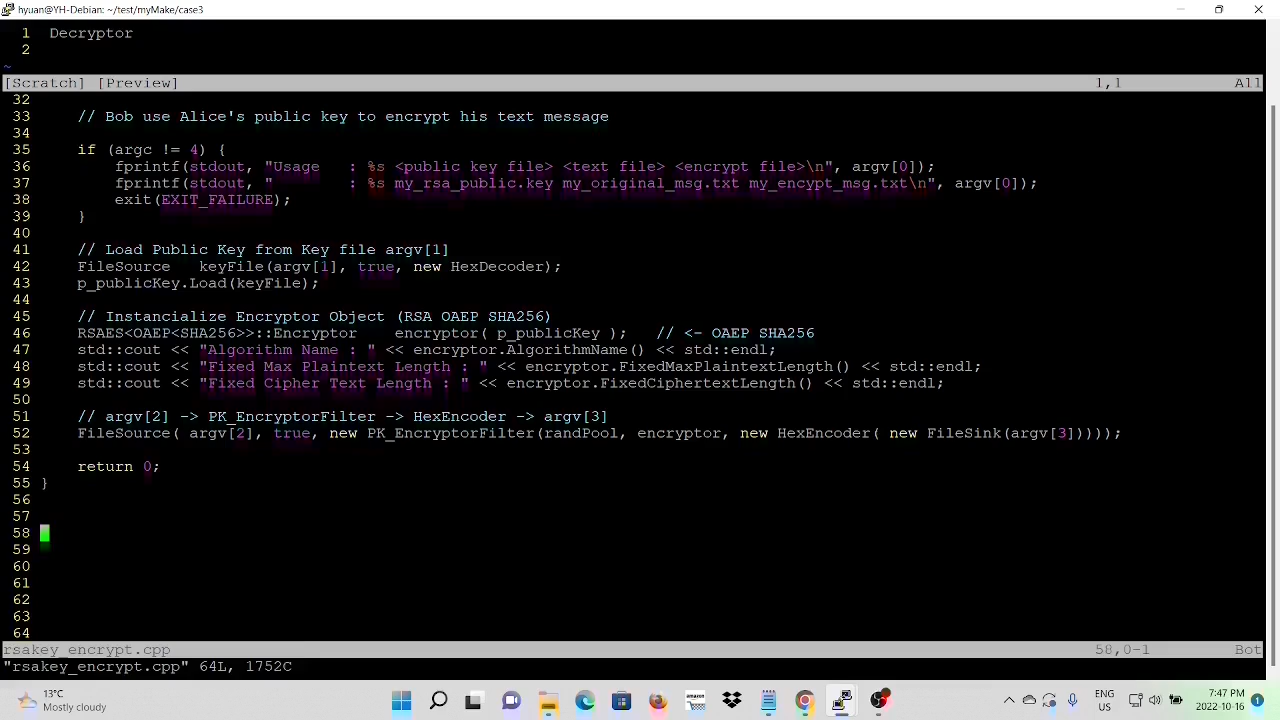 hyuan@YH-Debian: ~/test/myMake/case3
1 Decryptor
2
~
[Scratch] [Preview] 1,1 All
32
33 // Bob use Alice's public key to encrypt his text message
34
35 if (argc != 4) {
36 fprintf(stdout, "Usage : %s <public key file> <text file> <encrypt file>\n", argv[0]);
37 fprintf(stdout, " : %s my_rsa_public.key my_original_msg.txt my_encypt_msg.txt\n", argv[0]);
38 exit(EXIT_FAILURE);
39 }
40
41 // Load Public Key from Key file argv[1]
42 FileSource keyFile(argv[1], true, new HexDecoder);
43 p_publicKey.Load(keyFile);
44
45 // Instancialize Encryptor Object (RSA OAEP SHA256)
46 RSAES<OAEP<SHA256>>::Encryptor encryptor( p_publicKey ); // <- OAEP SHA256
47 std::cout << "Algorithm Name : " << encryptor.AlgorithmName() << std::endl;
48 std::cout << "Fixed Max Plaintext Length : " << encryptor.FixedMaxPlaintextLength() << std::endl;
49 std::cout << "Fixed Cipher Text Length : " << encryptor.FixedCiphertextLength() << std::endl;
50
51 // argv[2] -> PK_EncryptorFilter -> HexEncoder -> argv[3]
52 FileSource( argv[2], true, new PK_EncryptorFilter(randPool, encryptor, new HexEncoder( new FileSink(argv[3]))));
53
54 return 0;
55 }
56
57
58
59
60
61
62
63
64
rsakey_encrypt.cpp 58,0-1 Bot
"rsakey_encrypt.cpp" 64L, 1752C
13°C
Mostly cloudy
amazon
ENG
US
7:47 PM
2022-10-16
1